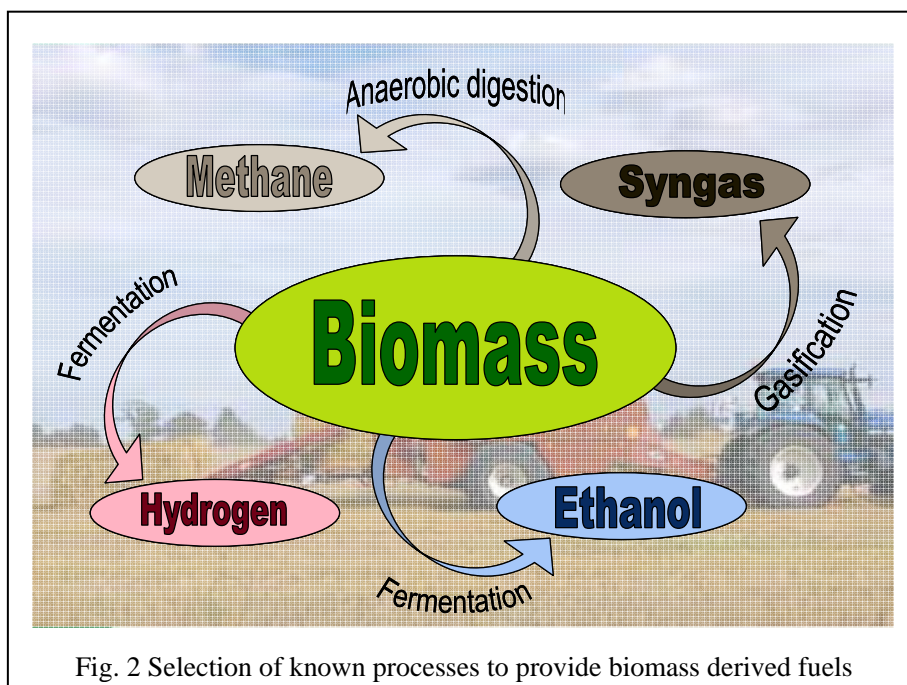 Anaerobic digestion
Methane
Syngas
Fermentation
Biomass
Gasification
Hydrogen
Ethanol
Fermentation
Fig. 2 Selection of known processes to provide biomass derived fuels